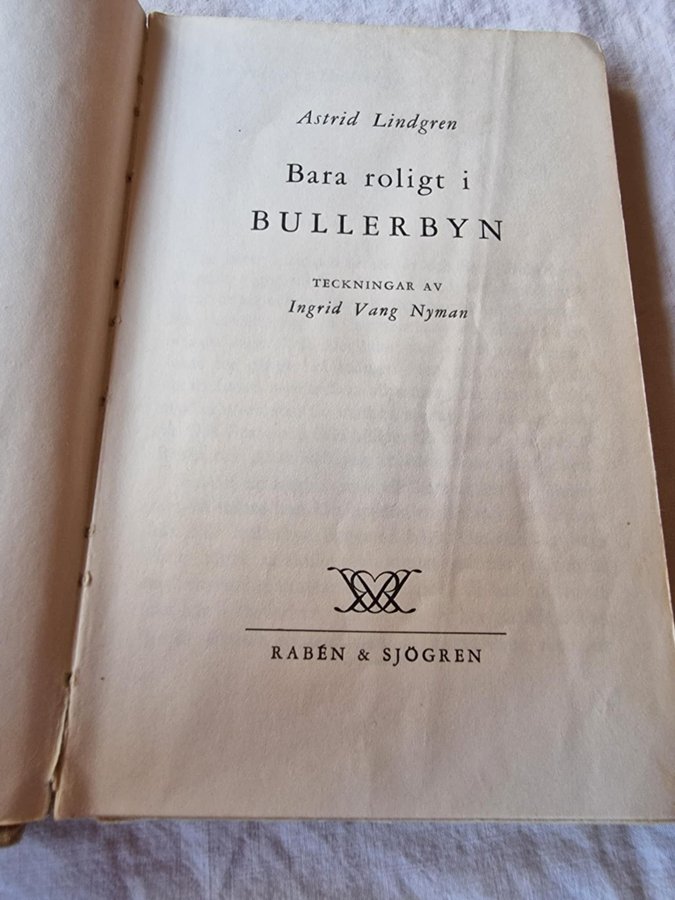 Astrid Lindgren
Bara roligt i
BULLERBYN
TECKNINGAR AV
Ingrid Vang Nyman
RABÉN & SJÖGREN